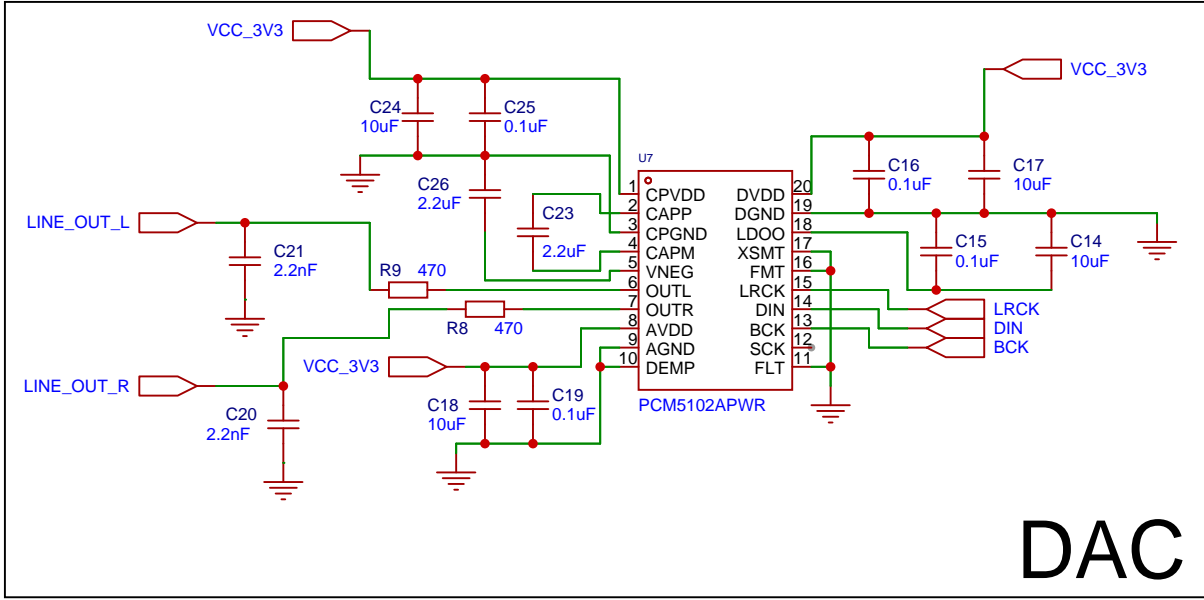 VCC_3V3
VCC_3V3
C24
10uF
C25
0.1uF
C16
0.1uF
C17
10uF
U7
C26
2.2uF
C23
2.2uF
1 CPVDD DVDD 20
2 CAPP DGND 19
3 CPGND LDOO 18
4 CAPM XSMT 17
5 VNEG FMT 16
6 OUTL LRCK 15
7 OUTR DIN 14
8 AVDD BCK 13
9 AGND SCK 12
10 DEMP FLT 11
PCM5102APWR
LINE_OUT_L
C21
2.2nF
R9 470
R8 470
C15
0.1uF
C14
10uF
LRCK
DIN
BCK
VCC_3V3
LINE_OUT_R
C20
2.2nF
C18
10uF
C19
0.1uF
DAC